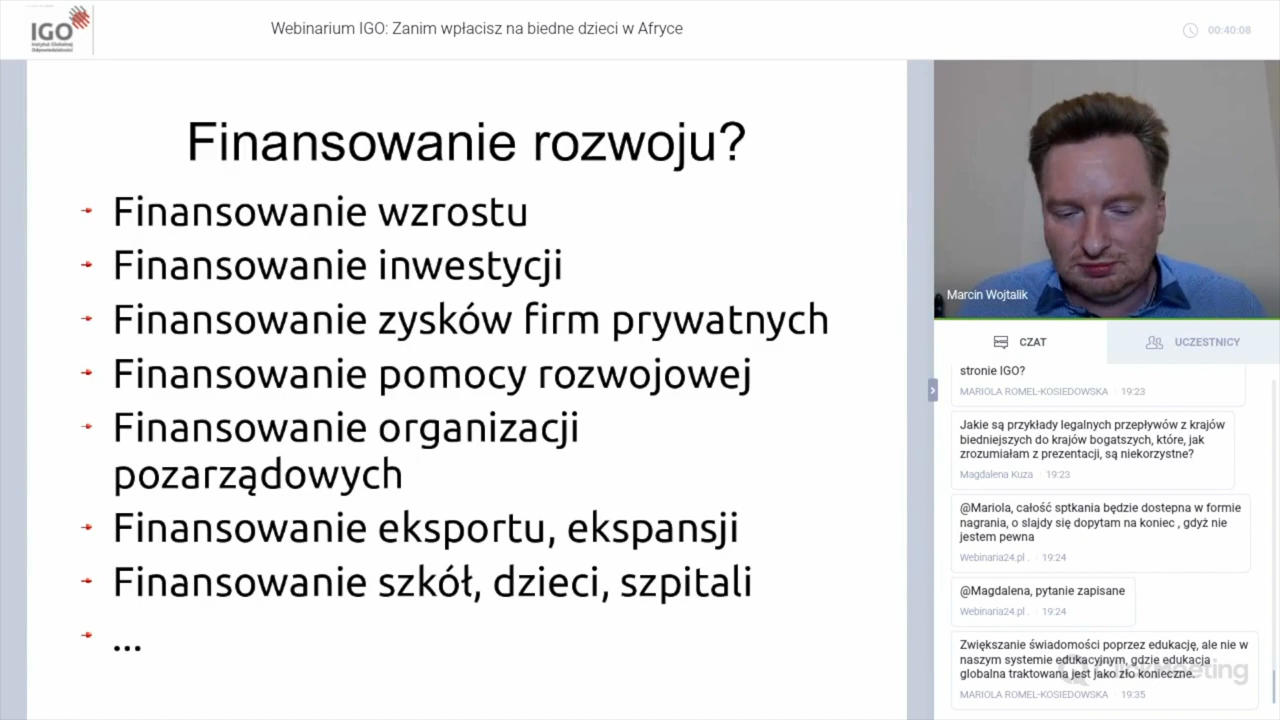 IGO
Instytut Globalnej
Odpowiedzialności
Webinarium IGO: Zanim wpłacisz na biedne dzieci w Afryce
00:40:08
Finansowanie rozwoju?
Finansowanie wzrostu
Finansowanie inwestycji
Finansowanie zysków firm prywatnych
Finansowanie pomocy rozwojowej
Finansowanie organizacji
pozarządowych
Finansowanie eksportu, ekspansji
Finansowanie szkół, dzieci, szpitali
...
Marcin Wojtalik
CZAT
UCZESTNICY
stronie IGO?
MARIOLA ROMEL-KOSIEDOWSKA 19:23
Jakie są przykłady legalnych przepływów z krajów
biedniejszych do krajów bogatszych, które, jak
zrozumiałam z prezentacji, są niekorzystne?
Magdalena Kuza 19:23
@Mariola, całość sptkania będzie dostepna w formie
nagrania, o slajdy się dopytam na koniec , gdyż nie
jestem pewna
Webinaria24.pl . 19:24
@Magdalena, pytanie zapisane
Webinaria24.pl . 19:24
Zwiększanie świadomości poprzez edukację, ale nie w
naszym systemie edukacyjnym, gdzie edukacja
globalna traktowana jest jako zło konieczne.
MARIOLA ROMEL-KOSIEDOWSKA 19:35
ClickMeeting